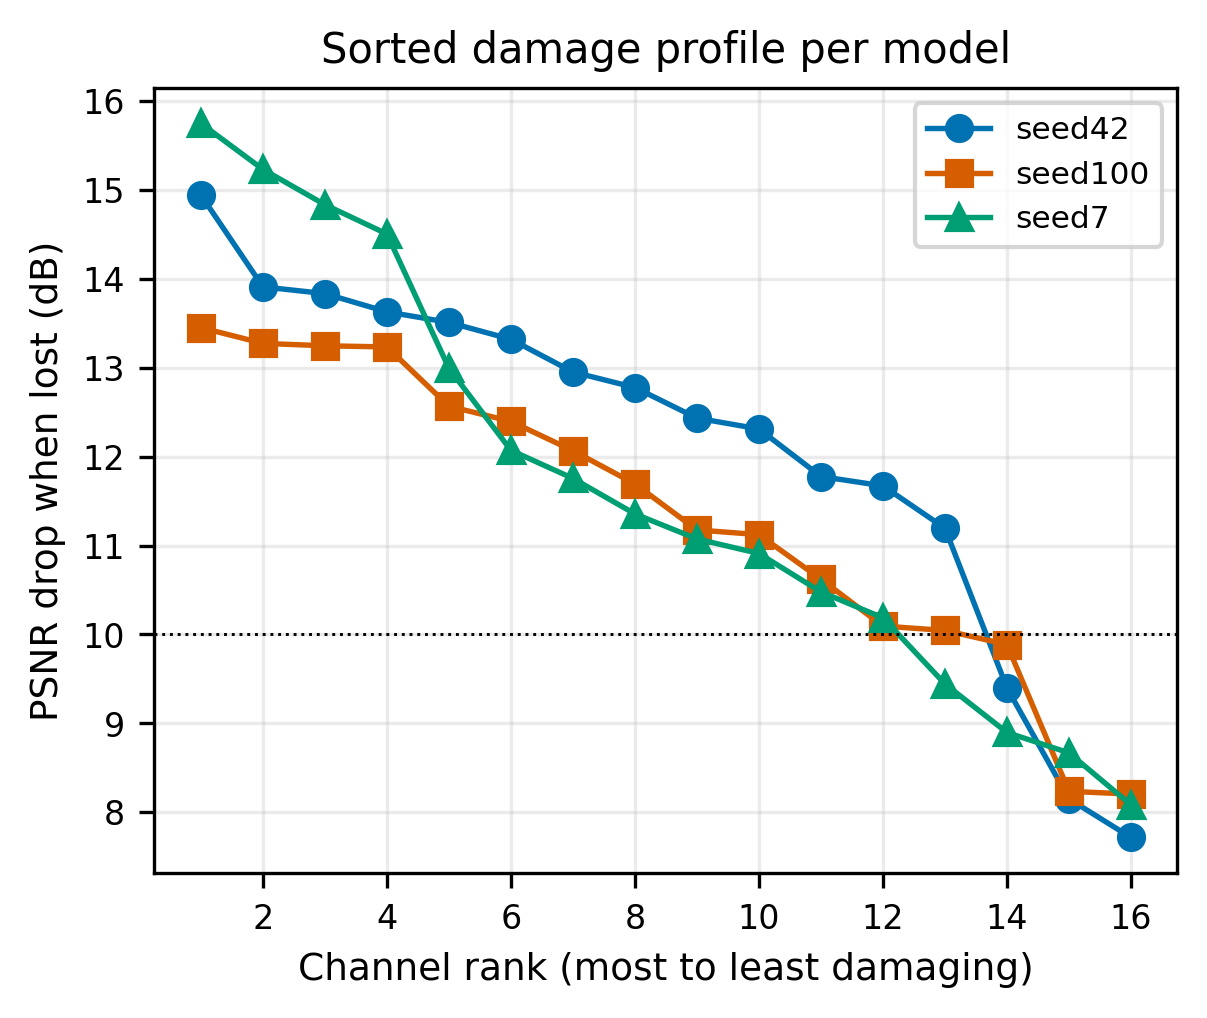 Sorted damage profile per model
16
15
14
13
12
11
10
9
8
PSNR drop when lost (dB)
seed42
seed100
seed7
2 4 6 8 10 12 14 16
Channel rank (most to least damaging)